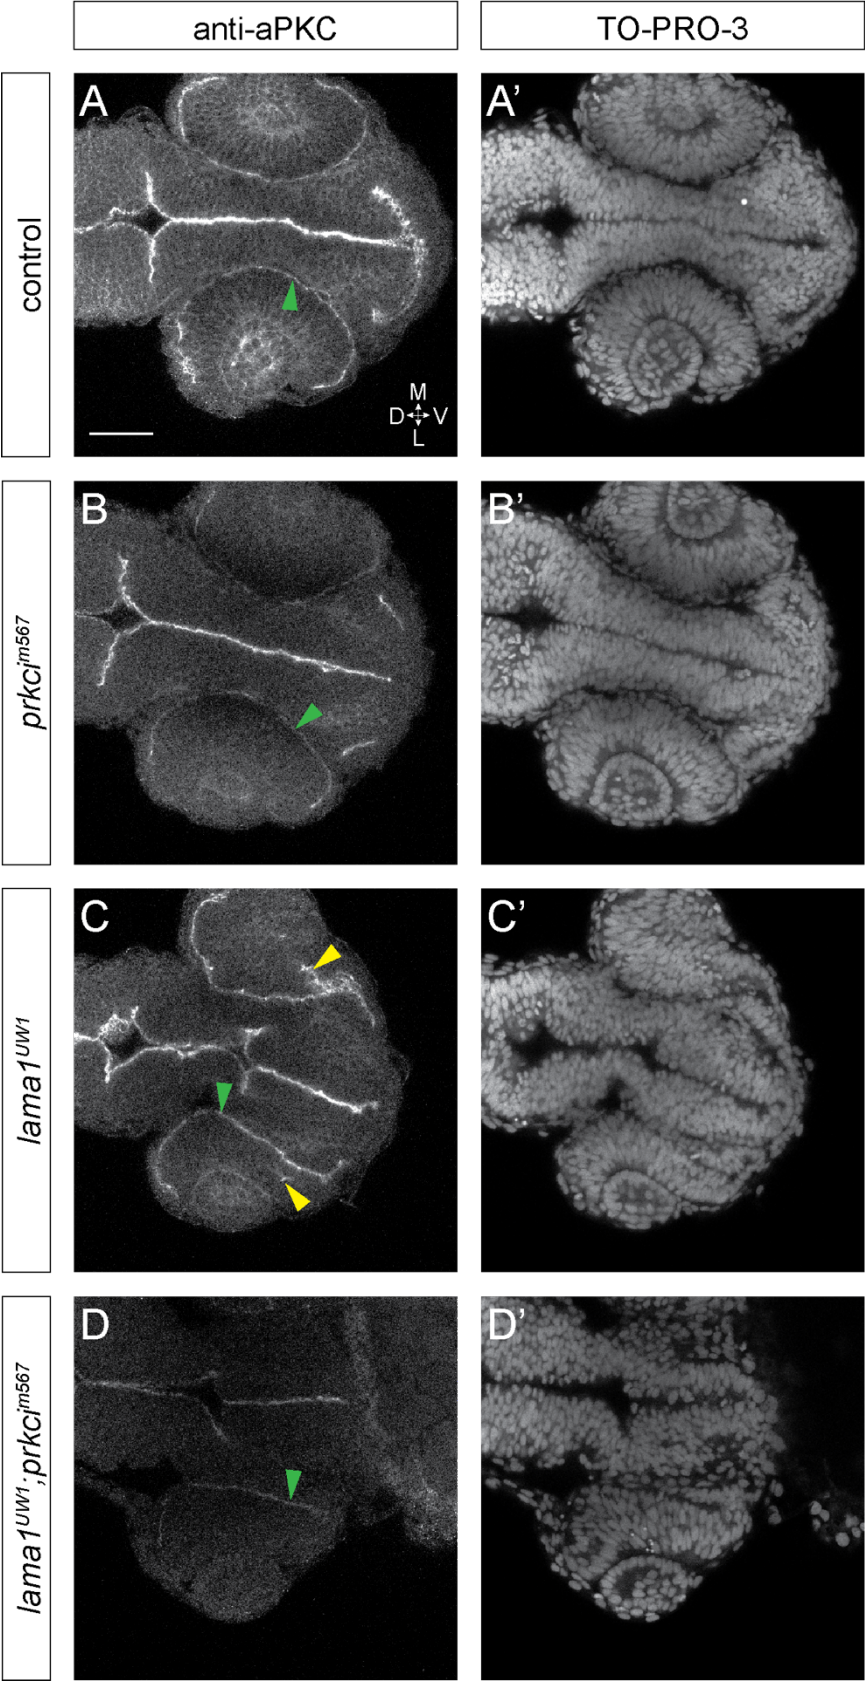 anti-aPKC
TO-PRO-3
control
A
A’
M
D V
L
prkci^m567
B
B’
lama1^UW1
C
C’
lama1^UW1;prkci^m567
D
D’